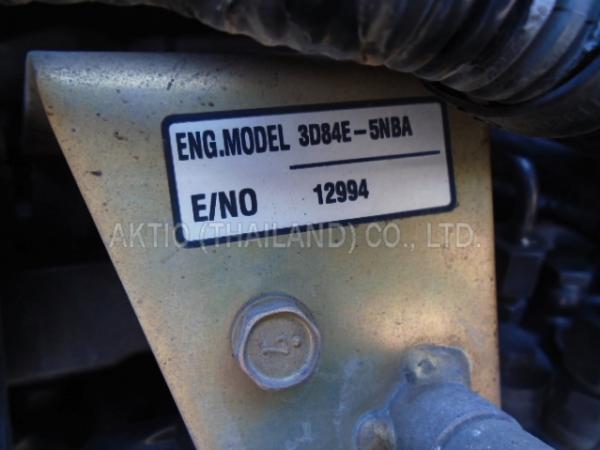 ENG.MODEL 3D84E-5NBA
E/NO 12994
AKTIO (THAILAND) CO., LTD.